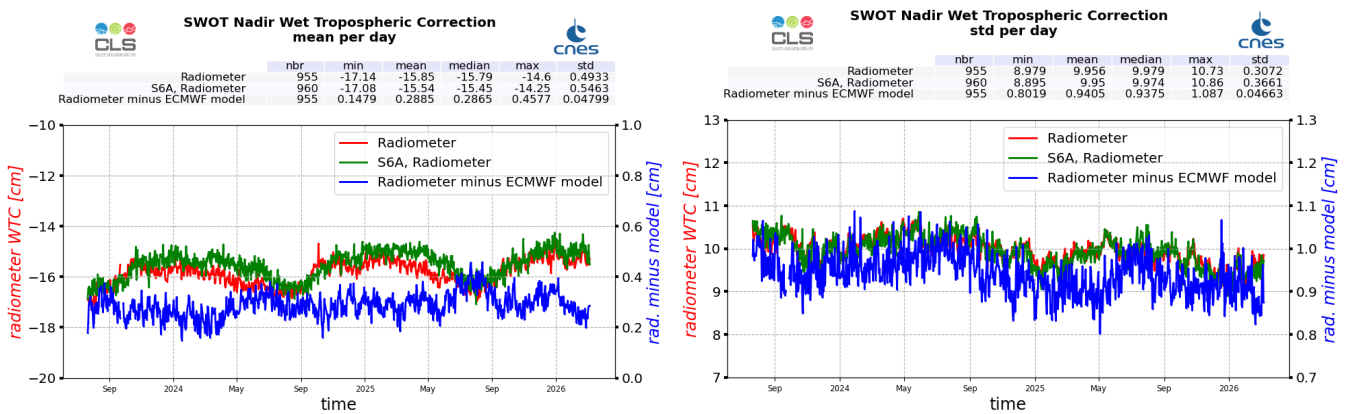 SWOT Nadir Wet Tropospheric Correction
mean per day
CLS
cnes
nbr min mean median max std
Radiometer 955 -17.14 -15.85 -15.79 -14.6 0.4933
S6A, Radiometer 960 -17.08 -15.54 -15.45 -14.25 0.5463
Radiometer minus ECMWF model 955 0.1479 0.2885 0.2865 0.4577 0.04799
Radiometer
S6A, Radiometer
Radiometer minus ECMWF model
radiometer WTC [cm]
−10
−12
−14
−16
−18
−20
1.0
0.8
0.6
0.4
0.2
0.0
rad. minus model [cm]
Sep 2024 May Sep 2025 May Sep 2026
time
SWOT Nadir Wet Tropospheric Correction
std per day
CLS
cnes
nbr min mean median max std
Radiometer 955 8.979 9.956 9.979 10.73 0.3072
S6A, Radiometer 960 8.895 9.95 9.974 10.86 0.3661
Radiometer minus ECMWF model 955 0.8019 0.9405 0.9375 1.087 0.04663
Radiometer
S6A, Radiometer
Radiometer minus ECMWF model
radiometer WTC [cm]
13
12
11
10
9
8
7
1.3
1.2
1.1
1.0
0.9
0.8
0.7
rad. minus model [cm]
Sep 2024 May Sep 2025 May Sep 2026
time